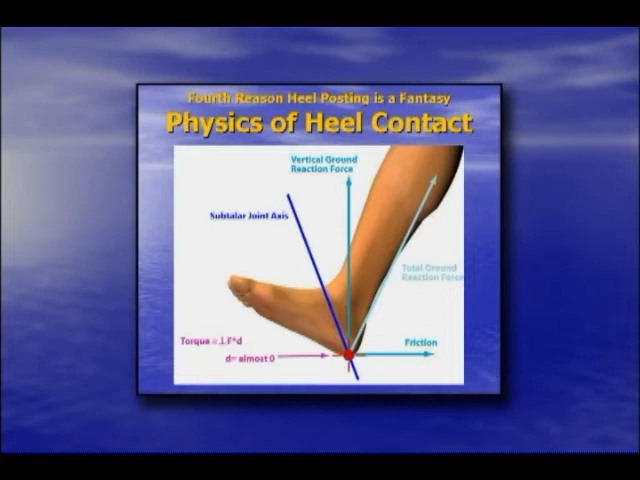 Fourth Reason Heel Posting is a Fantasy
Physics of Heel Contact
Vertical Ground
Reaction Force
Subtalar Joint Axis
Total Ground
Reaction Force
Torque = ⊥F*d
Friction
d= almost 0